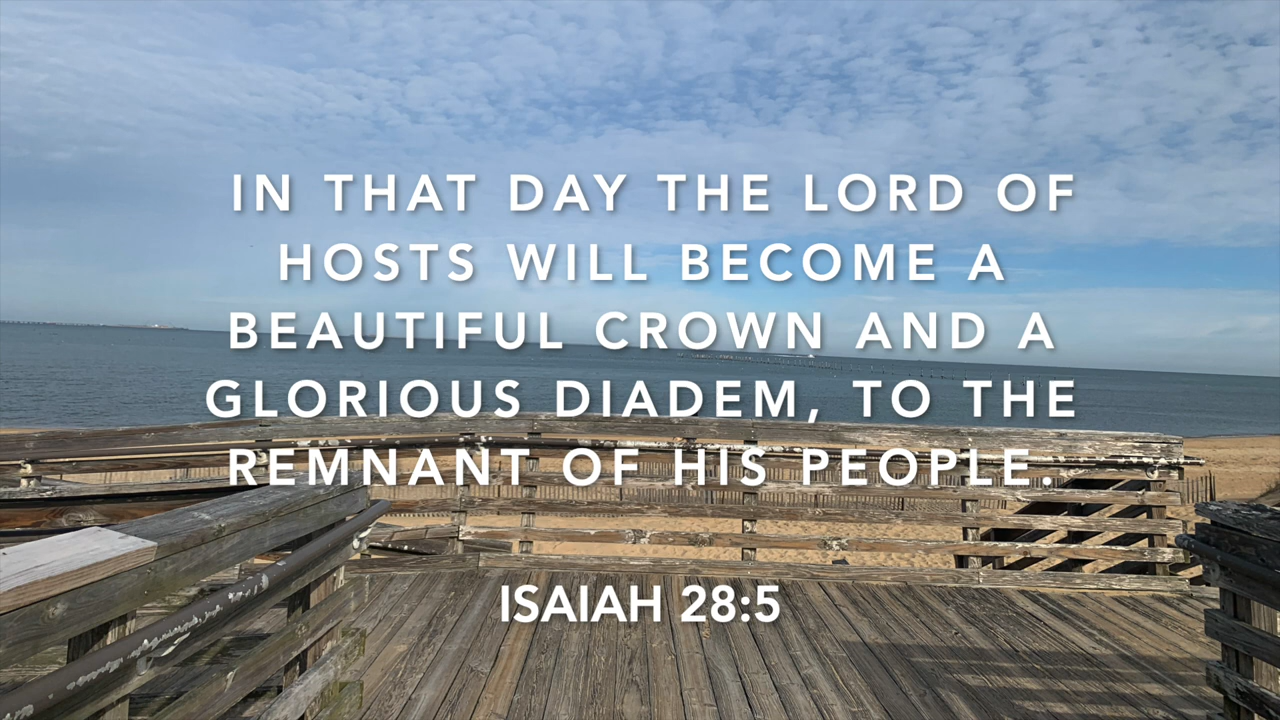 IN THAT DAY THE LORD OF
HOSTS WILL BECOME A
BEAUTIFUL CROWN AND A
GLORIOUS DIADEM, TO THE
REMNANT OF HIS PEOPLE.
ISAIAH 28:5